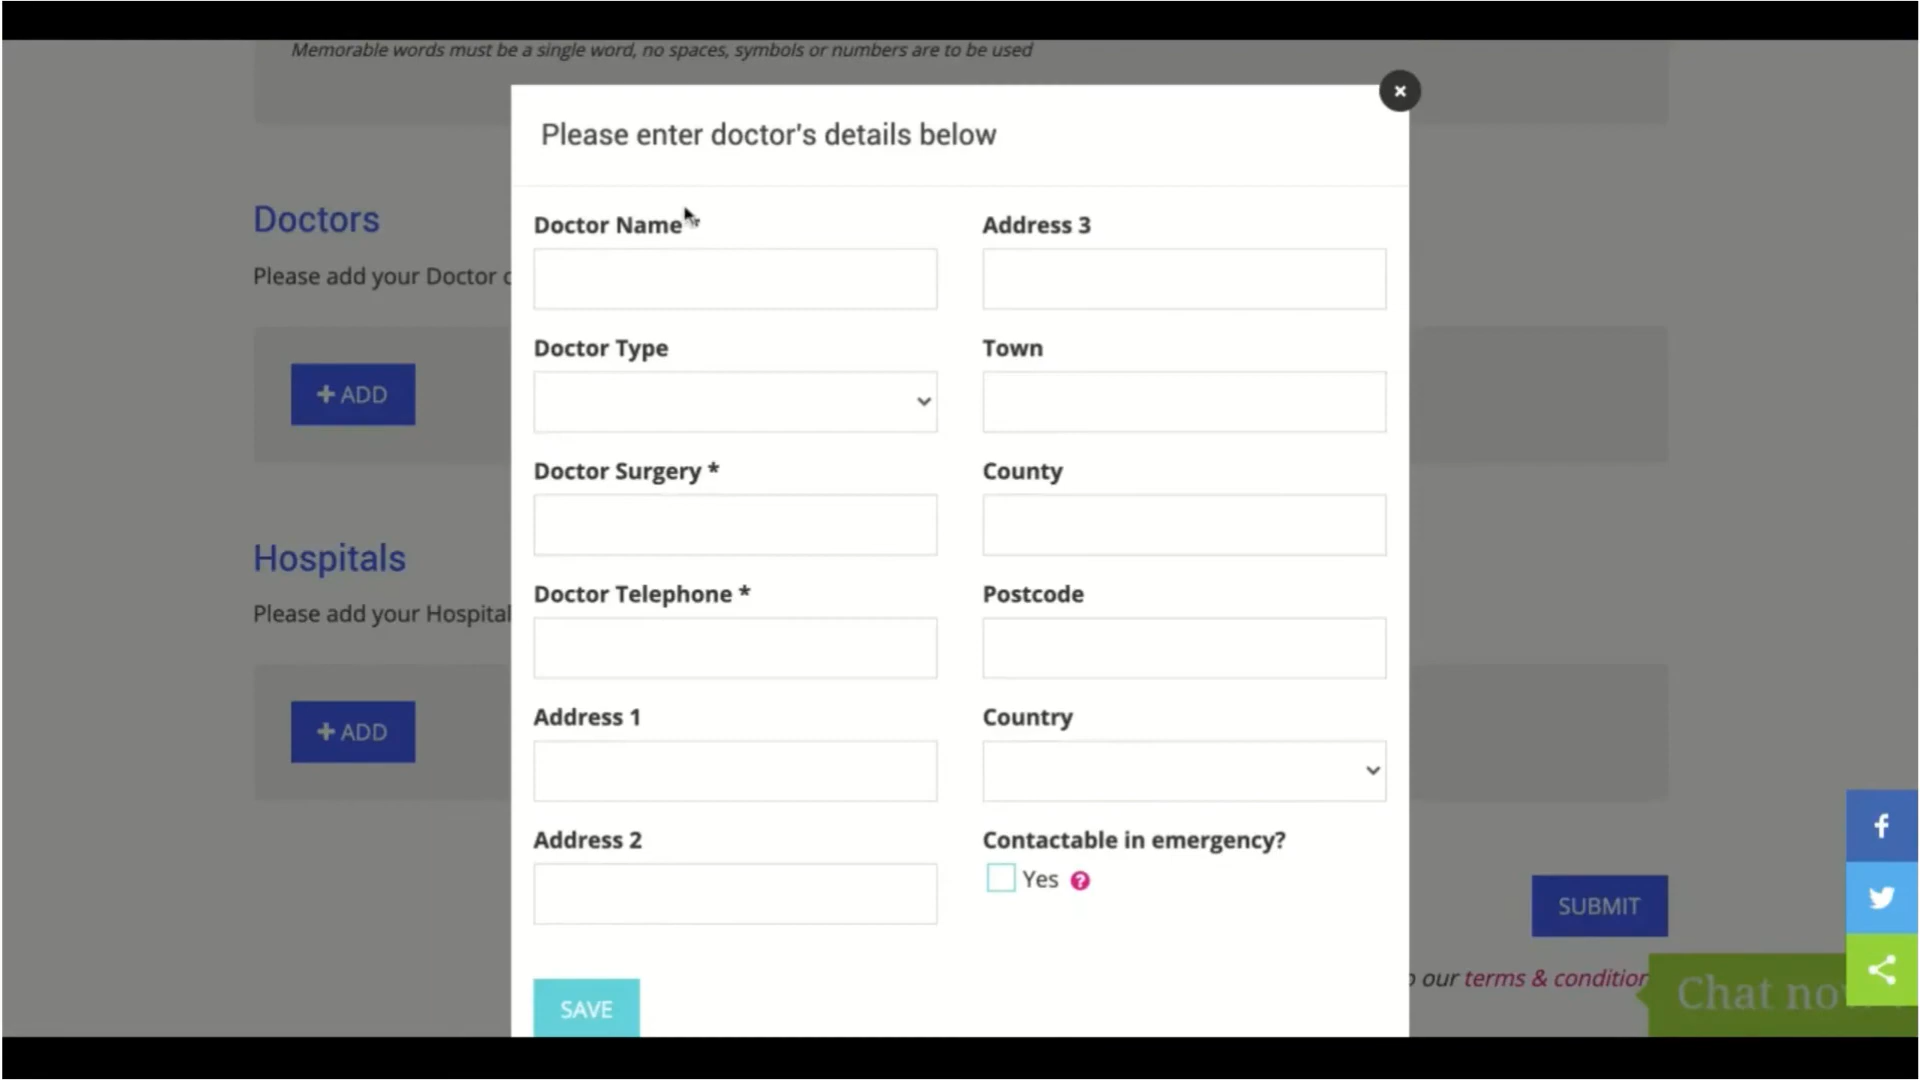 Memorable words must be a single word, no spaces, symbols or numbers are to be used
Please enter doctor's details below
Doctors
Please add your Doctor
+ ADD
Hospitals
Please add your Hospital
+ ADD
Doctor Name
Doctor Type
Doctor Surgery *
Doctor Telephone *
Address 1
Address 2
Address 3
Town
County
Postcode
Country
Contactable in emergency?
Yes ?
SAVE
SUBMIT
our terms & condition
Chat no